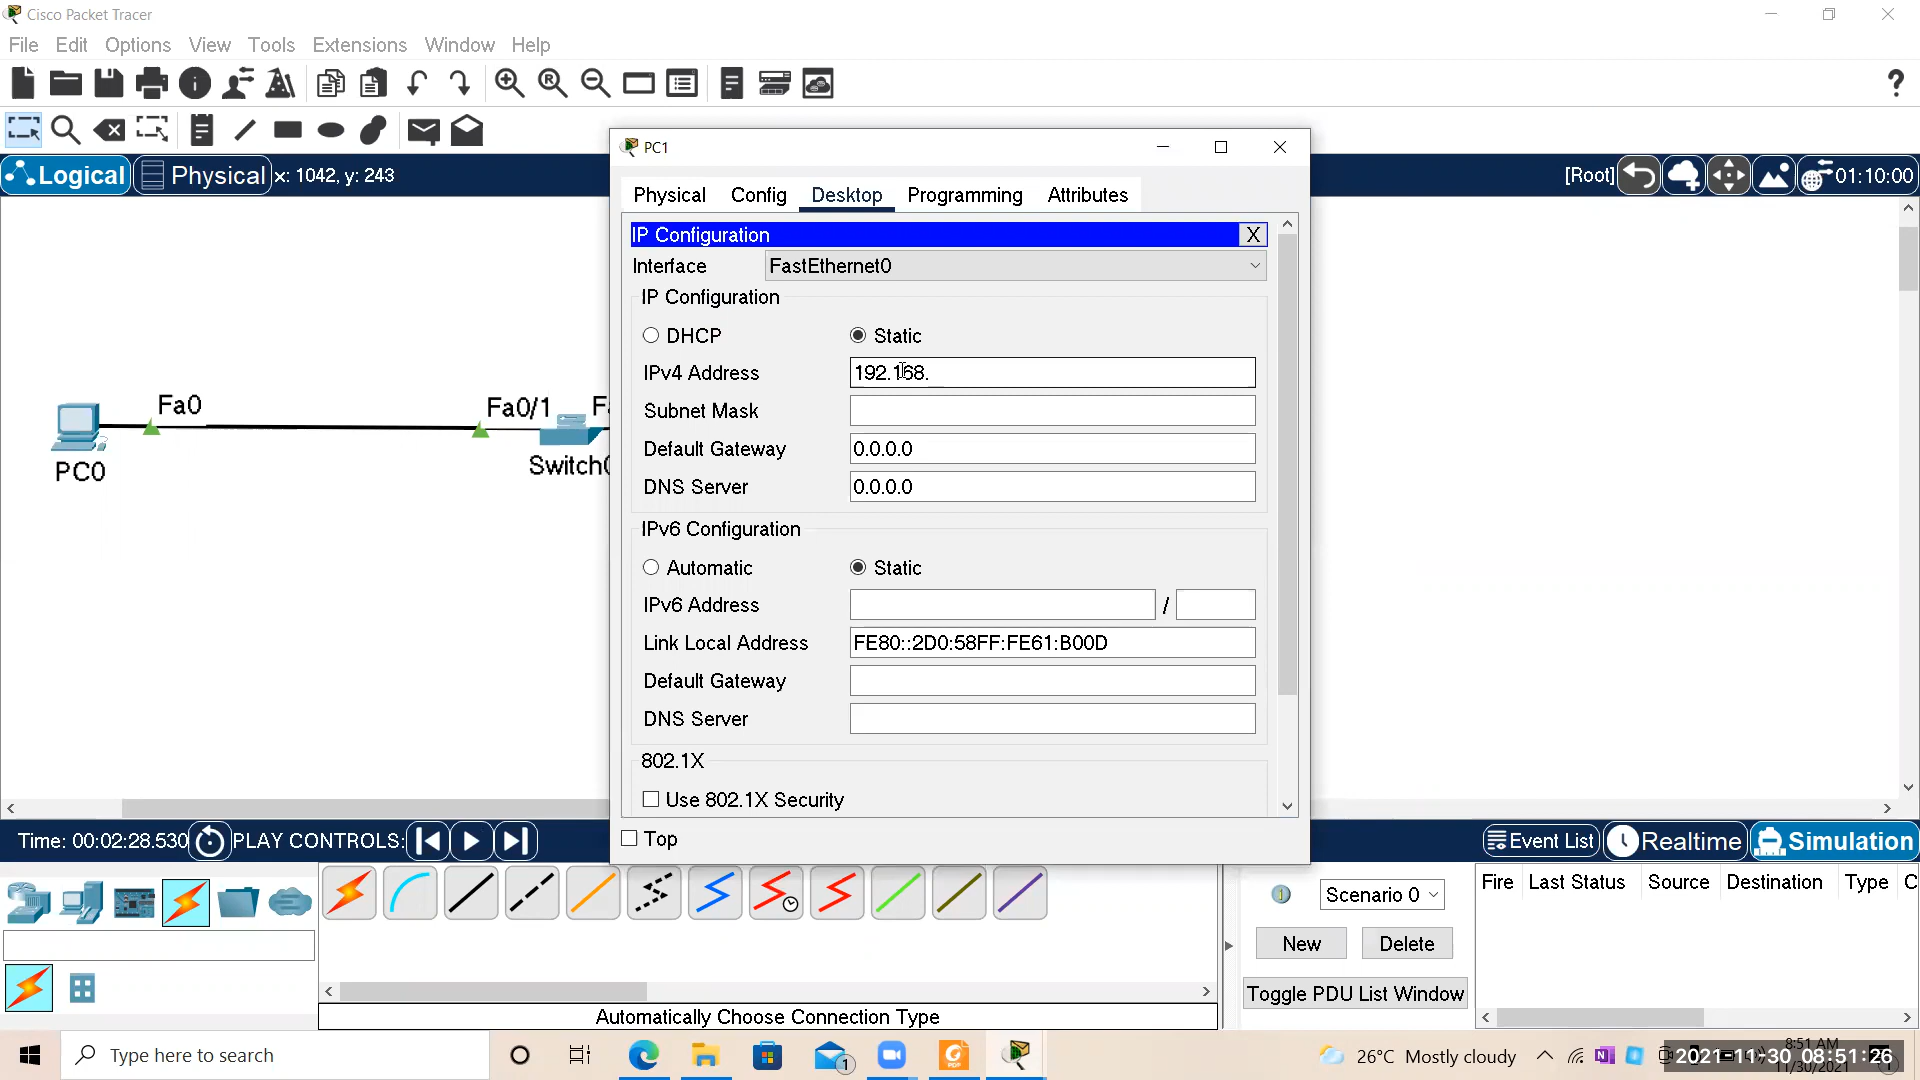 Cisco Packet Tracer
File Edit Options View Tools Extensions Window Help
Logical Physical x: 1042, y: 243 [Root] 01:10:00
PC1
Physical Config Desktop Programming Attributes
IP Configuration X
Interface FastEthernet0
IP Configuration
DHCP Static
IPv4 Address 192.168.
Subnet Mask
Default Gateway 0.0.0.0
DNS Server 0.0.0.0
IPv6 Configuration
Automatic Static
IPv6 Address /
Link Local Address FE80::2D0:58FF:FE61:B00D
Default Gateway
DNS Server
802.1X
Use 802.1X Security
Top
Fa0 Fa0/1
PC0
Time: 00:02:28.530 PLAY CONTROLS: Event List Realtime Simulation
Scenario 0
New Delete
Toggle PDU List Window
Fire Last Status Source Destination Type
Automatically Choose Connection Type
Type here to search 1 26°C Mostly cloudy
8:51 AM
2021-11-30 08:51:26